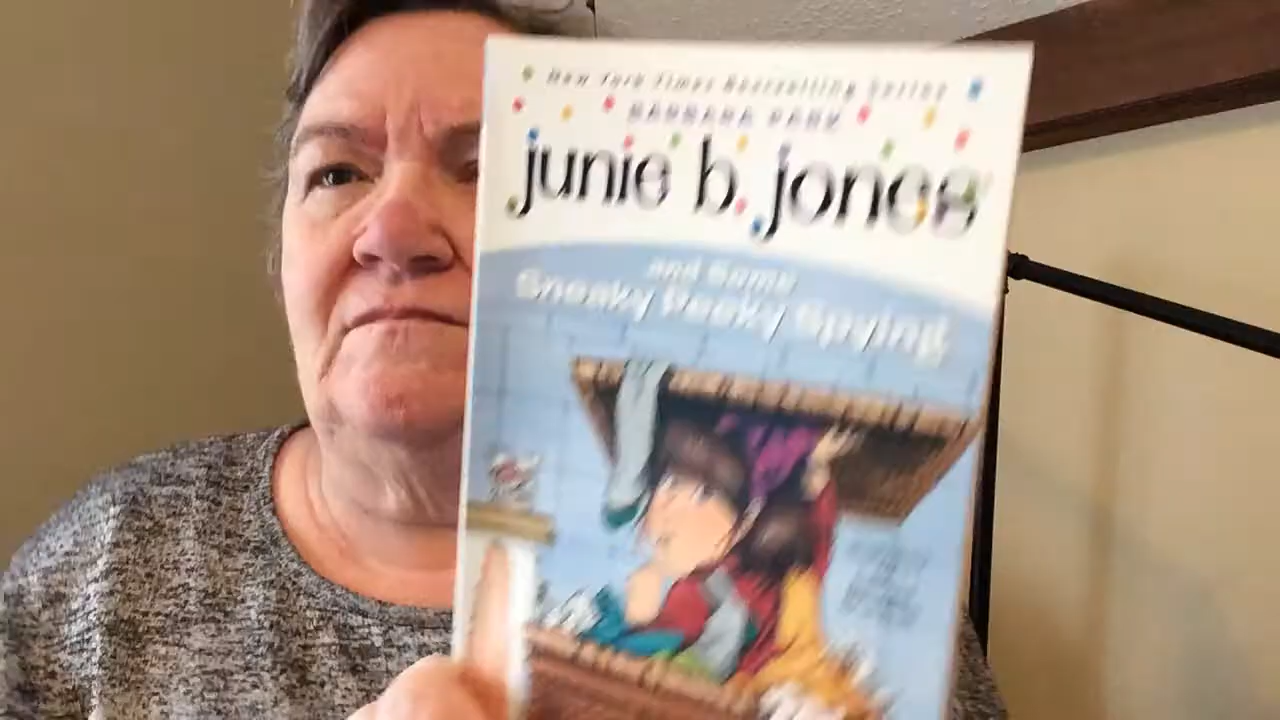 New York Times Bestselling Series
BARBARA PARK
junie b. jones
and Some
Sneaky Peeky Spying